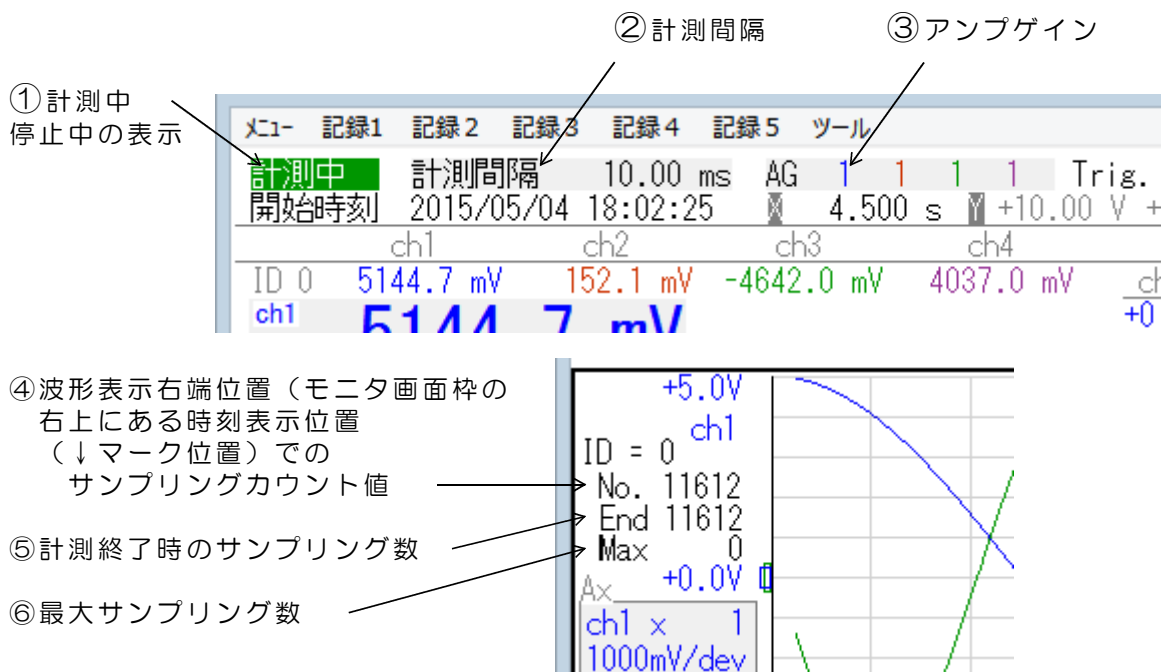 ②計測間隔
③アンプゲイン
①計測中
停止中の表示
メニュー 記録1 記録2 記録3 記録4 記録5 ツール
計測中 計測間隔 10.00 ms AG 1 1 1 1 Trig.
開始時刻 2015/05/04 18:02:25 X 4.500 s Y +10.00 V +
ch1 ch2 ch3 ch4
ID 0 5144.7 mV 152.1 mV -4642.0 mV 4037.0 mV ch
ch1 5144.7 mV +0
④波形表示右端位置（モニタ画面枠の
右上にある時刻表示位置
（↓マーク位置）での
サンプリングカウント値
⑤計測終了時のサンプリング数
⑥最大サンプリング数
+5.0V
ch1
ID = 0
No. 11612
End 11612
Max 0
+0.0V
Ax
ch1 x 1
1000mV/dev